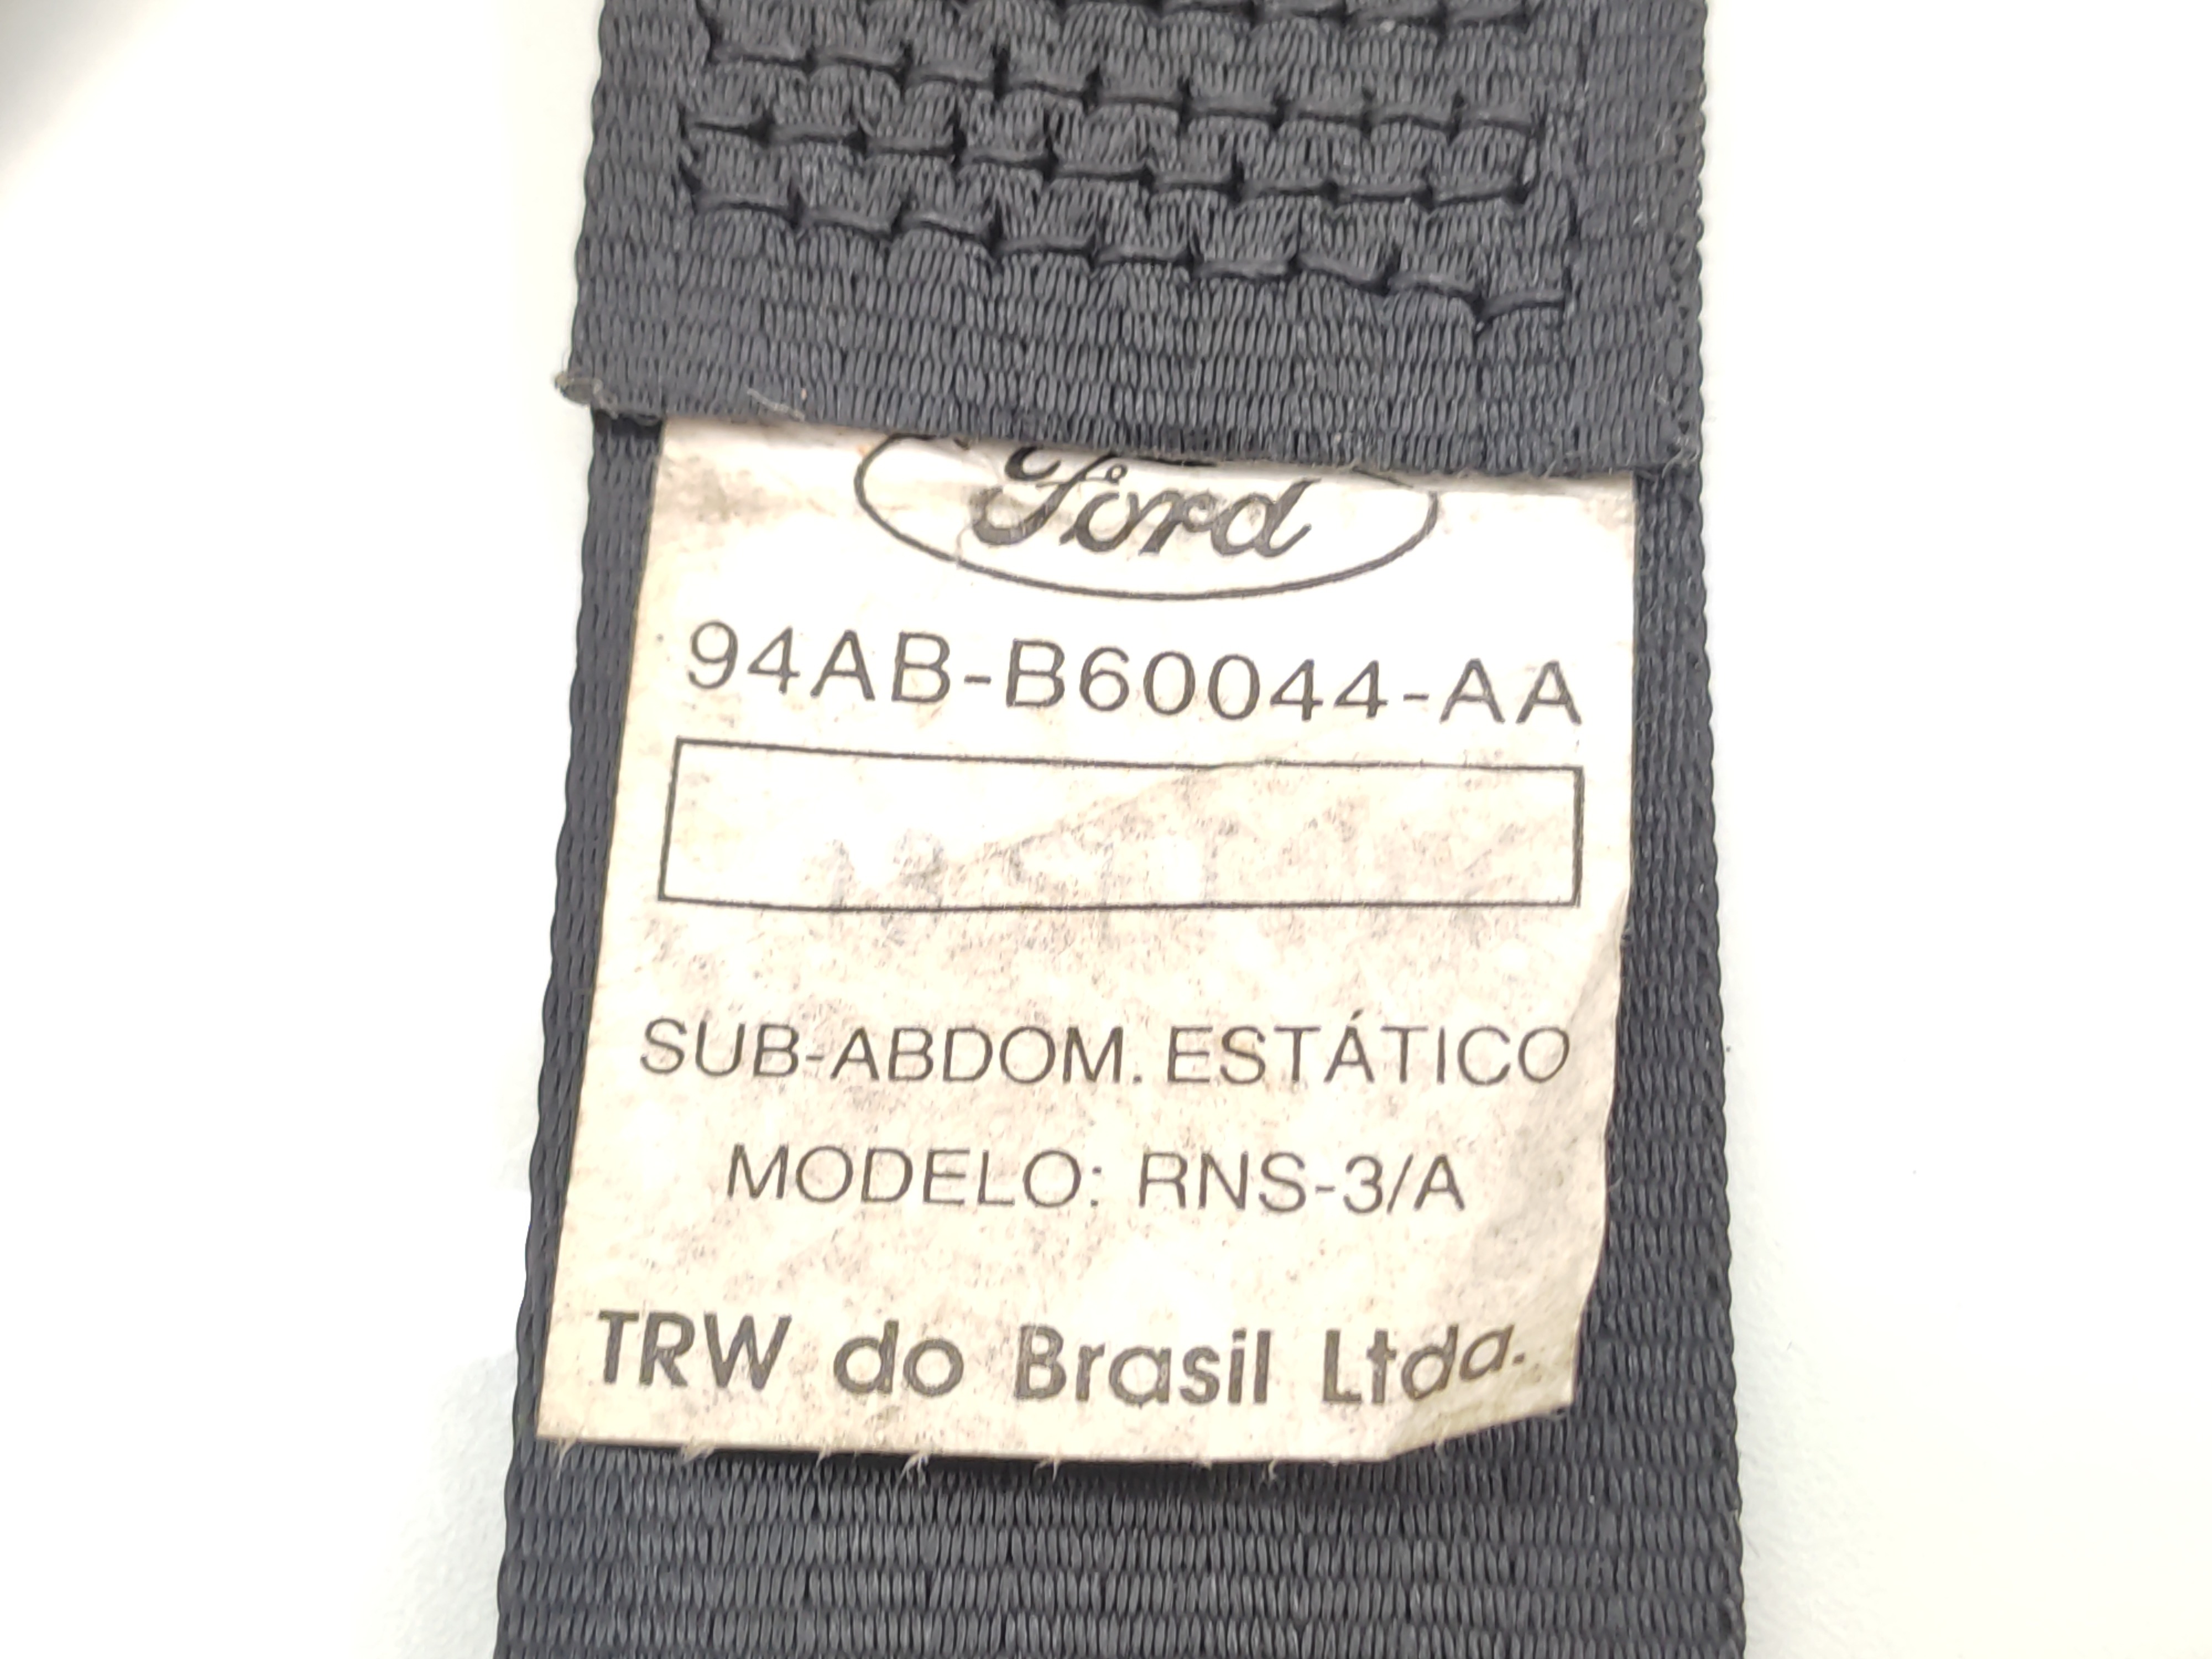 Ford
94AB-B60044-AA
SUB-ABDOM. ESTÁTICO
MODELO: RNS-3/A
TRW do Brasil Ltda.